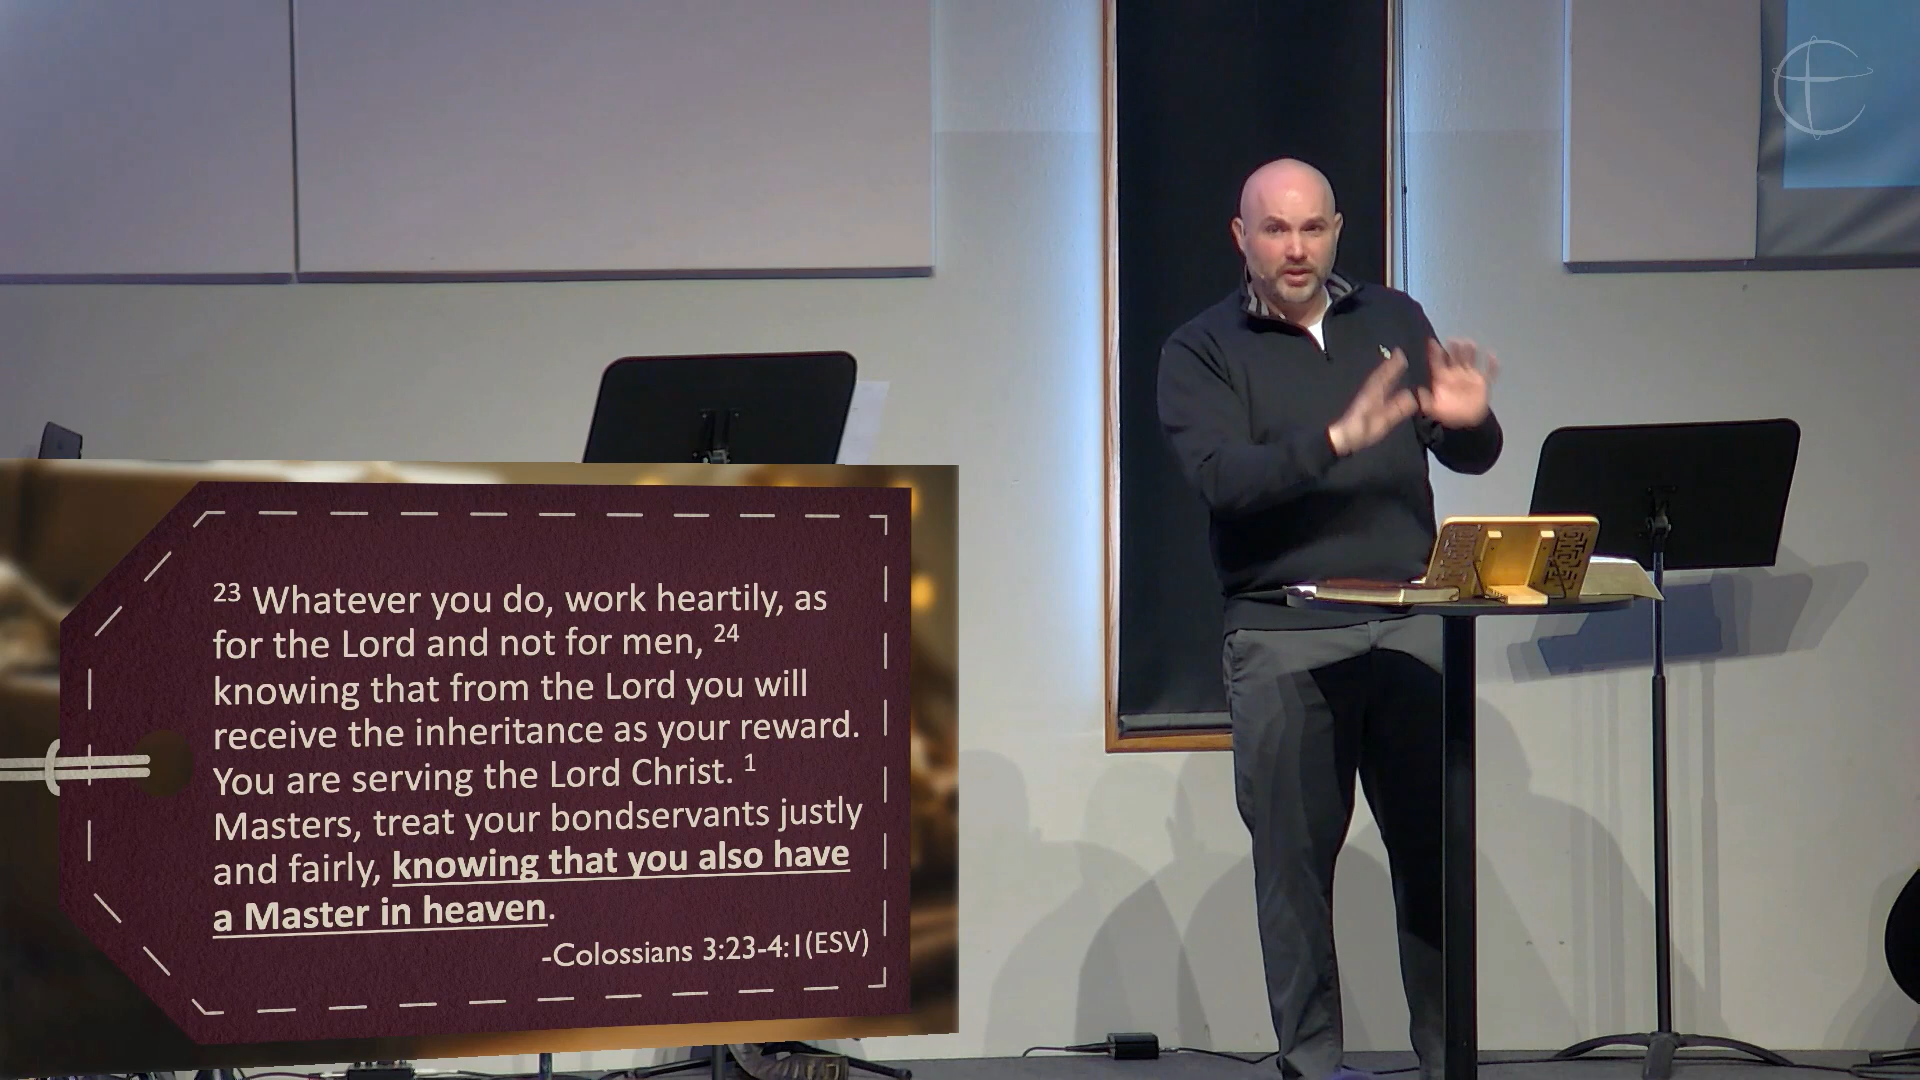 23 Whatever you do, work heartily, as
for the Lord and not for men, 24
knowing that from the Lord you will
receive the inheritance as your reward.
You are serving the Lord Christ. 1
Masters, treat your bondservants justly
and fairly, knowing that you also have
a Master in heaven.
-Colossians 3:23-4:1(ESV)